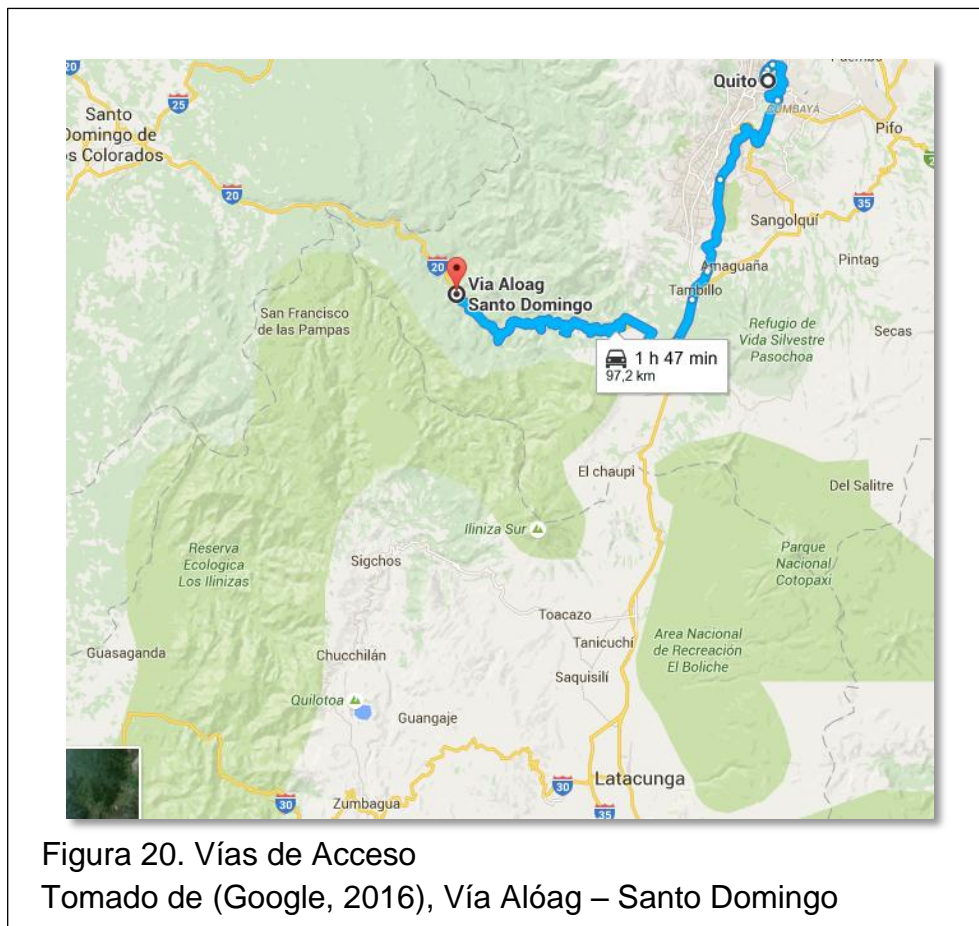 20
25
Santo
Domingo de
os Colorados
20
Quito
CUMBAYÁ
Pifo
35
Sangolquí
Pintag
Amaguaña
Tambillo
20
Via Aloag
Santo Domingo
San Francisco
de las Pampas
Refugio de
Vida Silvestre
Pasochoa
Secas
1 h 47 min
97,2 km
El chaupi
Del Salitre
Iliniza Sur
Reserva
Ecologica
Los Ilinizas
Sigchos
Parque
Nacional
Cotopaxi
Toacazo
Tanicuchí
Area Nacional
de Recreación
El Boliche
Guasaganda
Chucchilán
Saquisilí
Quilotoa
Guangaje
Latacunga
30
Zumbagua
30
35
Figura 20. Vías de Acceso
Tomado de (Google, 2016), Vía Alóag – Santo Domingo